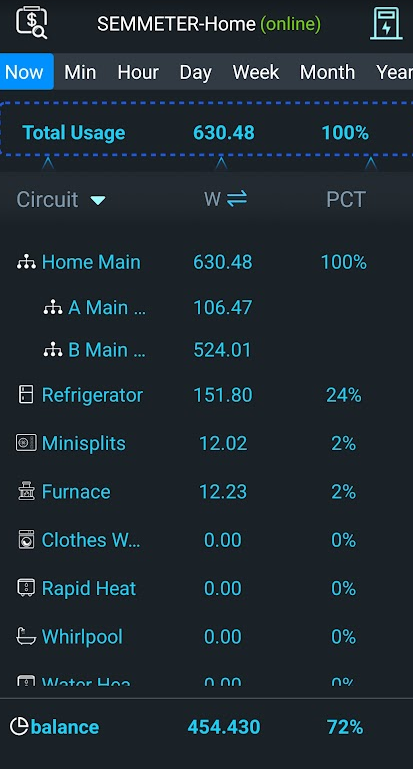 SEMMETER-Home (online)
Now Min Hour Day Week Month Year
Total Usage 630.48 100%
Circuit W PCT
Home Main 630.48 100%
A Main ... 106.47
B Main ... 524.01
Refrigerator 151.80 24%
Minisplits 12.02 2%
Furnace 12.23 2%
Clothes W... 0.00 0%
Rapid Heat 0.00 0%
Whirlpool 0.00 0%
Water Hea 0.00 0%
balance 454.430 72%